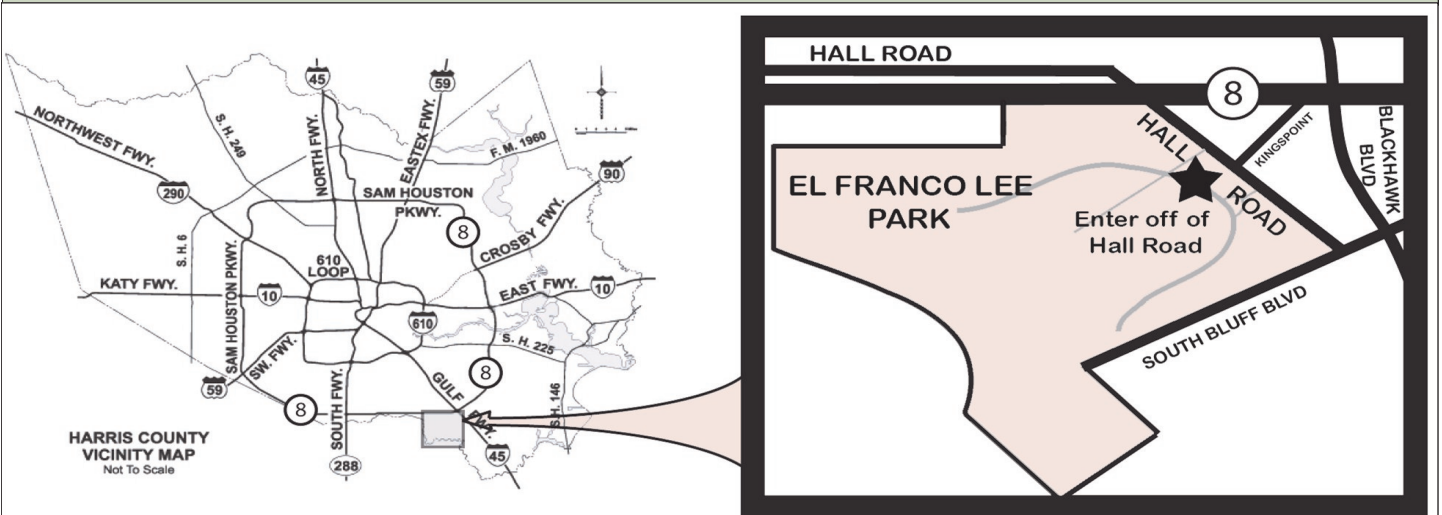 45
59
NORTHWEST FWY.
S. H. 249
NORTH FWY.
EASTEX FWY.
F. M. 1960
90
290
SAM HOUSTON
PKWY.
8
CROSBY FWY.
S. H. 6
SAM HOUSTON PKWY.
610
LOOP
KATY FWY.
10
EAST FWY.
10
610
S. H. 225
SW. FWY.
59
8
SOUTH FWY.
GULF
FWY.
8
S.H. 146
45
288
HARRIS COUNTY
VICINITY MAP
Not To Scale
HALL ROAD
8
HALL
ROAD
KINGSPOINT
BLACKHAWK
BLVD
EL FRANCO LEE
PARK
Enter off of
Hall Road
SOUTH BLUFF BLVD